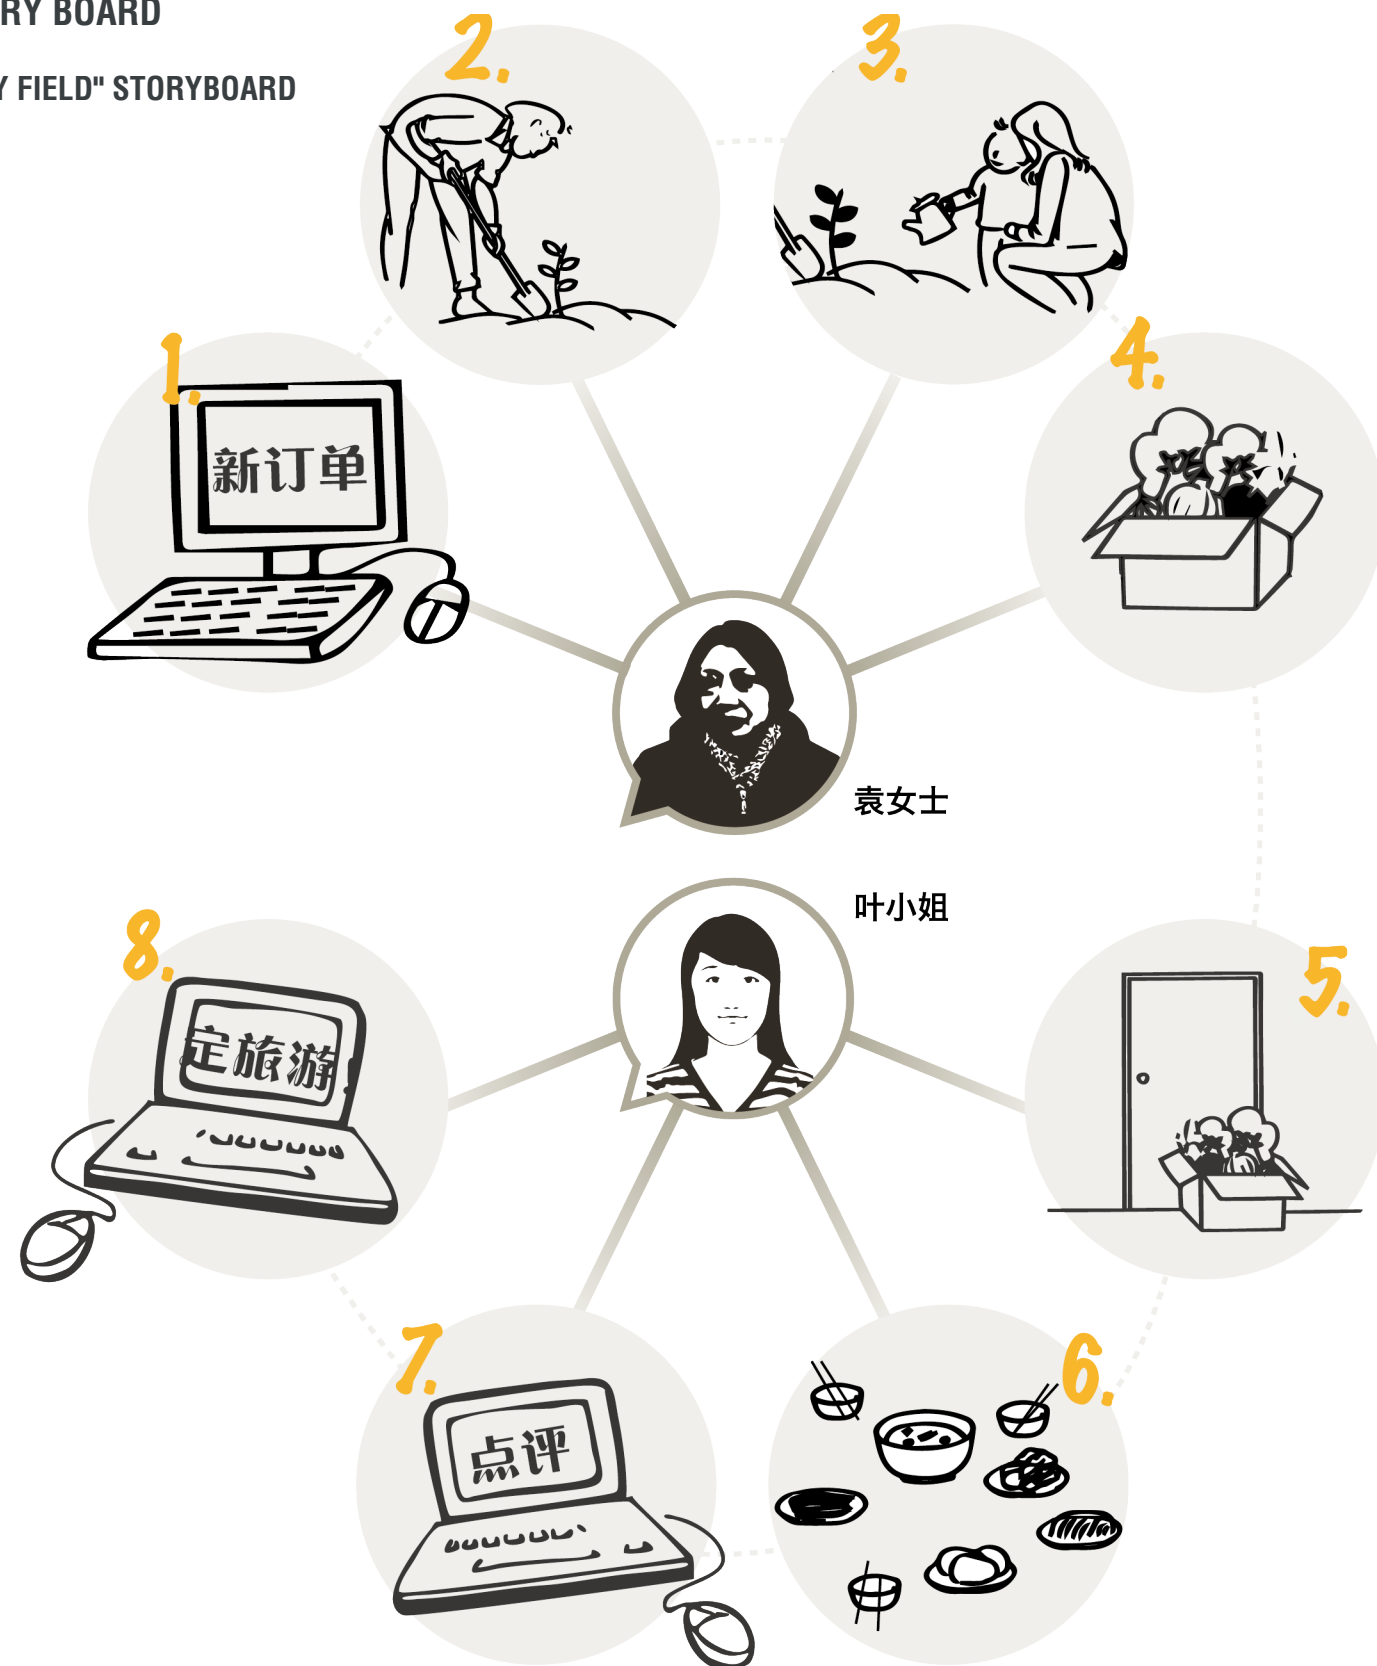 RY BOARD
Y FIELD" STORYBOARD
1.
新订单
2.
3.
4.
袁女士
叶小姐
5.
6.
7.
点评
8.
定旅游